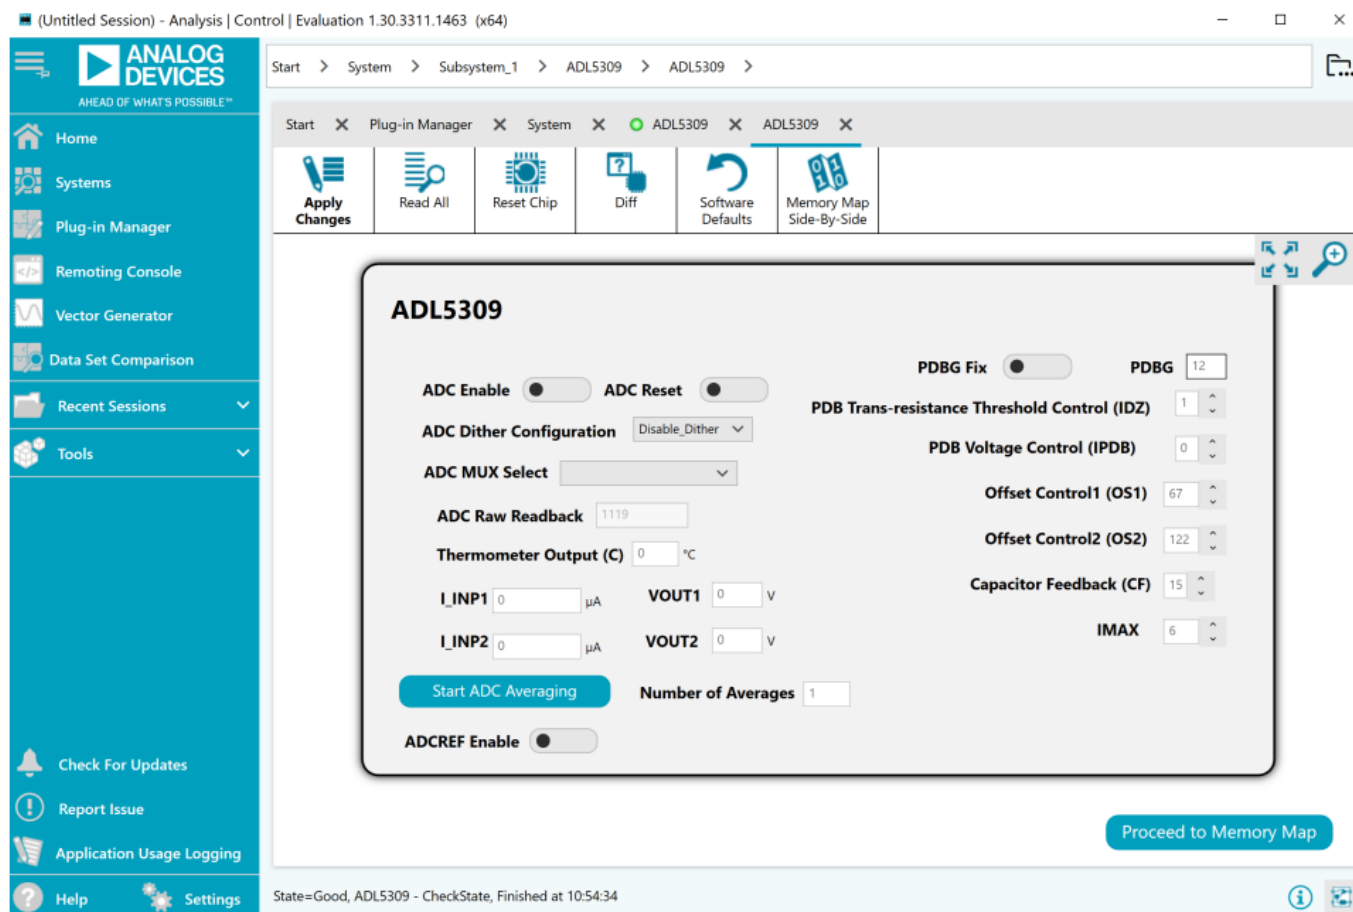 (Untitled Session) - Analysis | Control | Evaluation 1.30.3311.1463 (x64)
ANALOG
DEVICES
AHEAD OF WHAT'S POSSIBLE™
Home
Systems
Plug-in Manager
Remoting Console
Vector Generator
Data Set Comparison
Recent Sessions
Tools
Check For Updates
Report Issue
Application Usage Logging
Help Settings
Start > System > Subsystem_1 > ADL5309 > ADL5309 >
Start Plug-in Manager System ADL5309 ADL5309
Apply
Changes
Read All
Reset Chip
Diff
Software
Defaults
Memory Map
Side-By-Side
ADL5309
ADC Enable ADC Reset
ADC Dither Configuration Disable_Dither
ADC MUX Select
ADC Raw Readback 1119
Thermometer Output (C) 0 °C
I_INP1 0 µA VOUT1 0 V
I_INP2 0 µA VOUT2 0 V
Start ADC Averaging Number of Averages 1
ADCREF Enable
PDBG Fix PDBG 12
PDB Trans-resistance Threshold Control (IDZ) 1
PDB Voltage Control (IPDB) 0
Offset Control1 (OS1) 67
Offset Control2 (OS2) 122
Capacitor Feedback (CF) 15
IMAX 6
Proceed to Memory Map
State=Good, ADL5309 - CheckState, Finished at 10:54:34